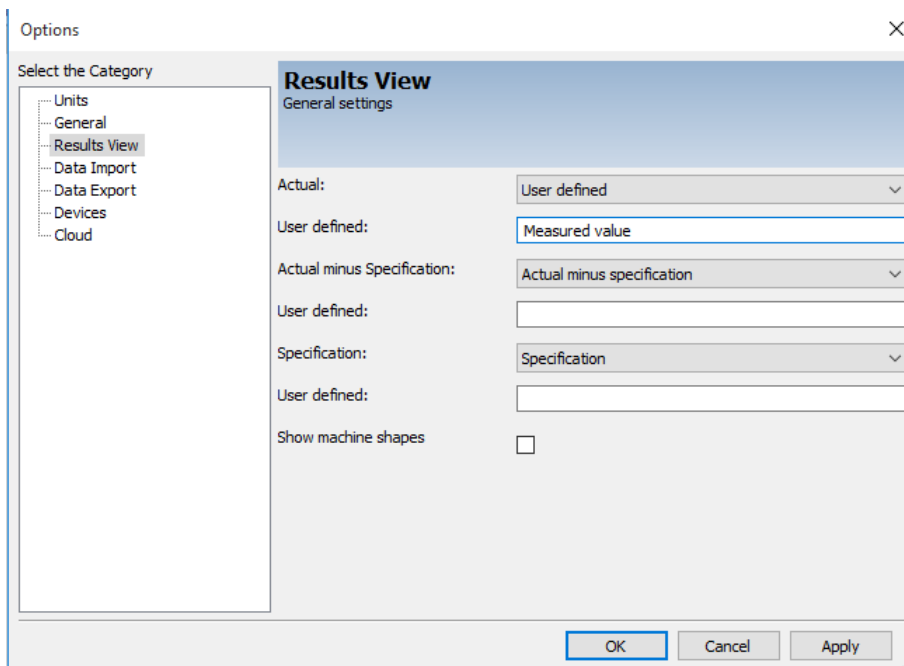 Options
Select the Category
Units
General
Results View
Data Import
Data Export
Devices
Cloud
Results View
General settings
Actual:
User defined
User defined:
Measured value
Actual minus Specification:
Actual minus specification
User defined:
Specification:
Specification
User defined:
Show machine shapes
OK
Cancel
Apply